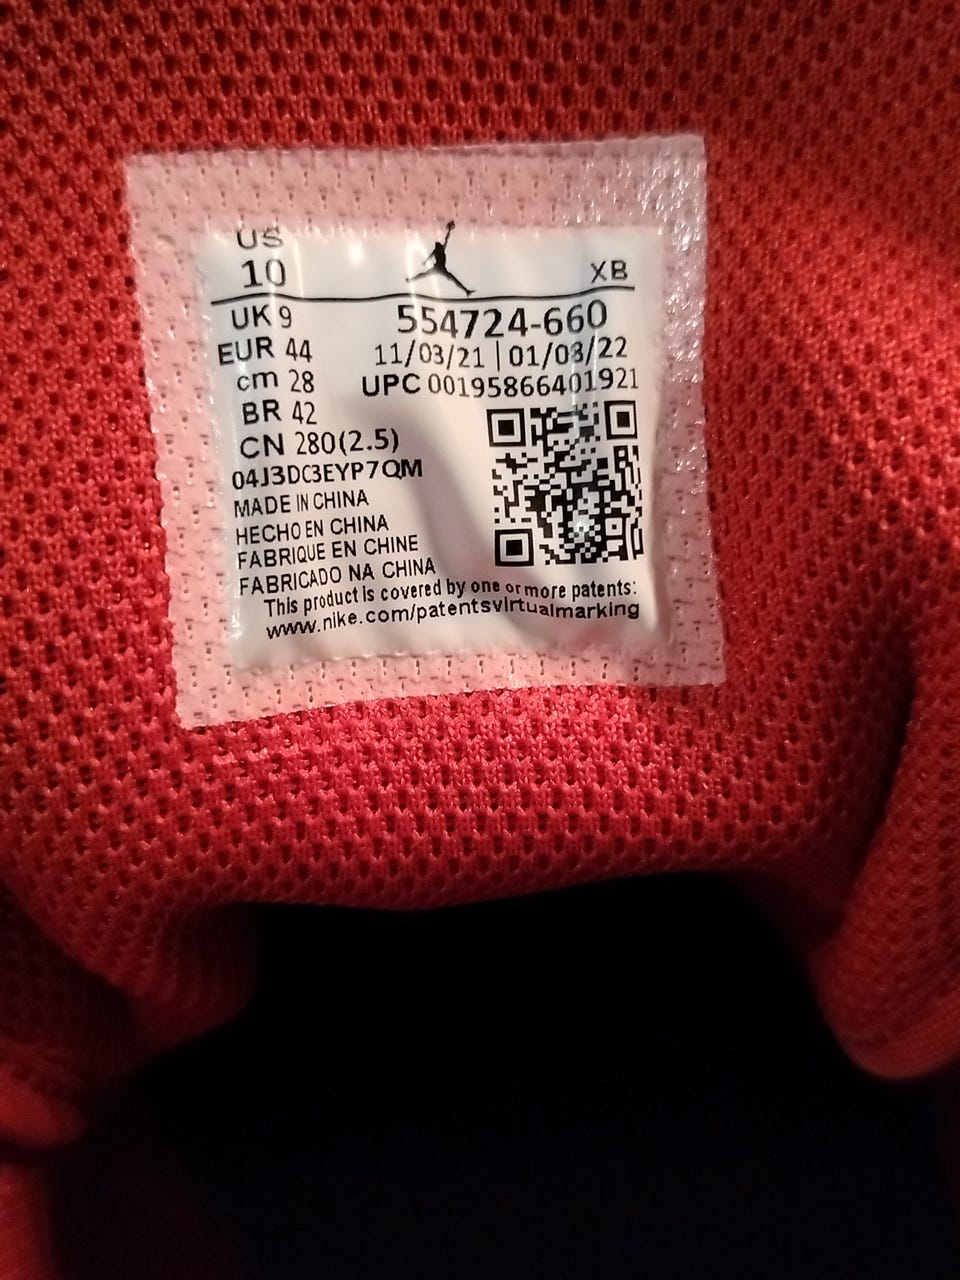 US
10
XB
UK 9
554724-660
EUR 44
11/03/21 | 01/08/22
cm 28
UPC 00195866401921
BR 42
CN 280(2.5)
04J3DC3EYP7QM
MADE IN CHINA
HECHO EN CHINA
FABRIQUE EN CHINE
FABRICADO NA CHINA
This product is covered by one or more patents:
www.nike.com/patentsvirtualmarking